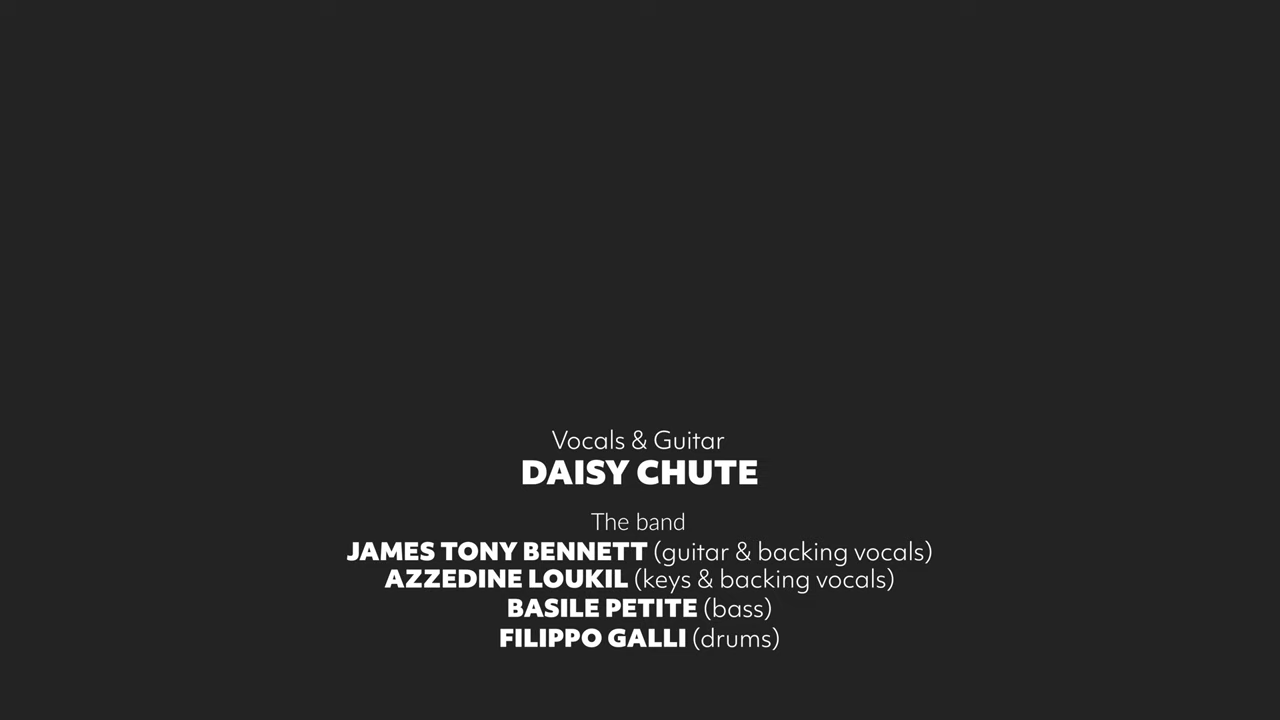 Vocals & Guitar
DAISY CHUTE
The band
JAMES TONY BENNETT (guitar & backing vocals)
AZZEDINE LOUKIL (keys & backing vocals)
BASILE PETITE (bass)
FILIPPO GALLI (drums)